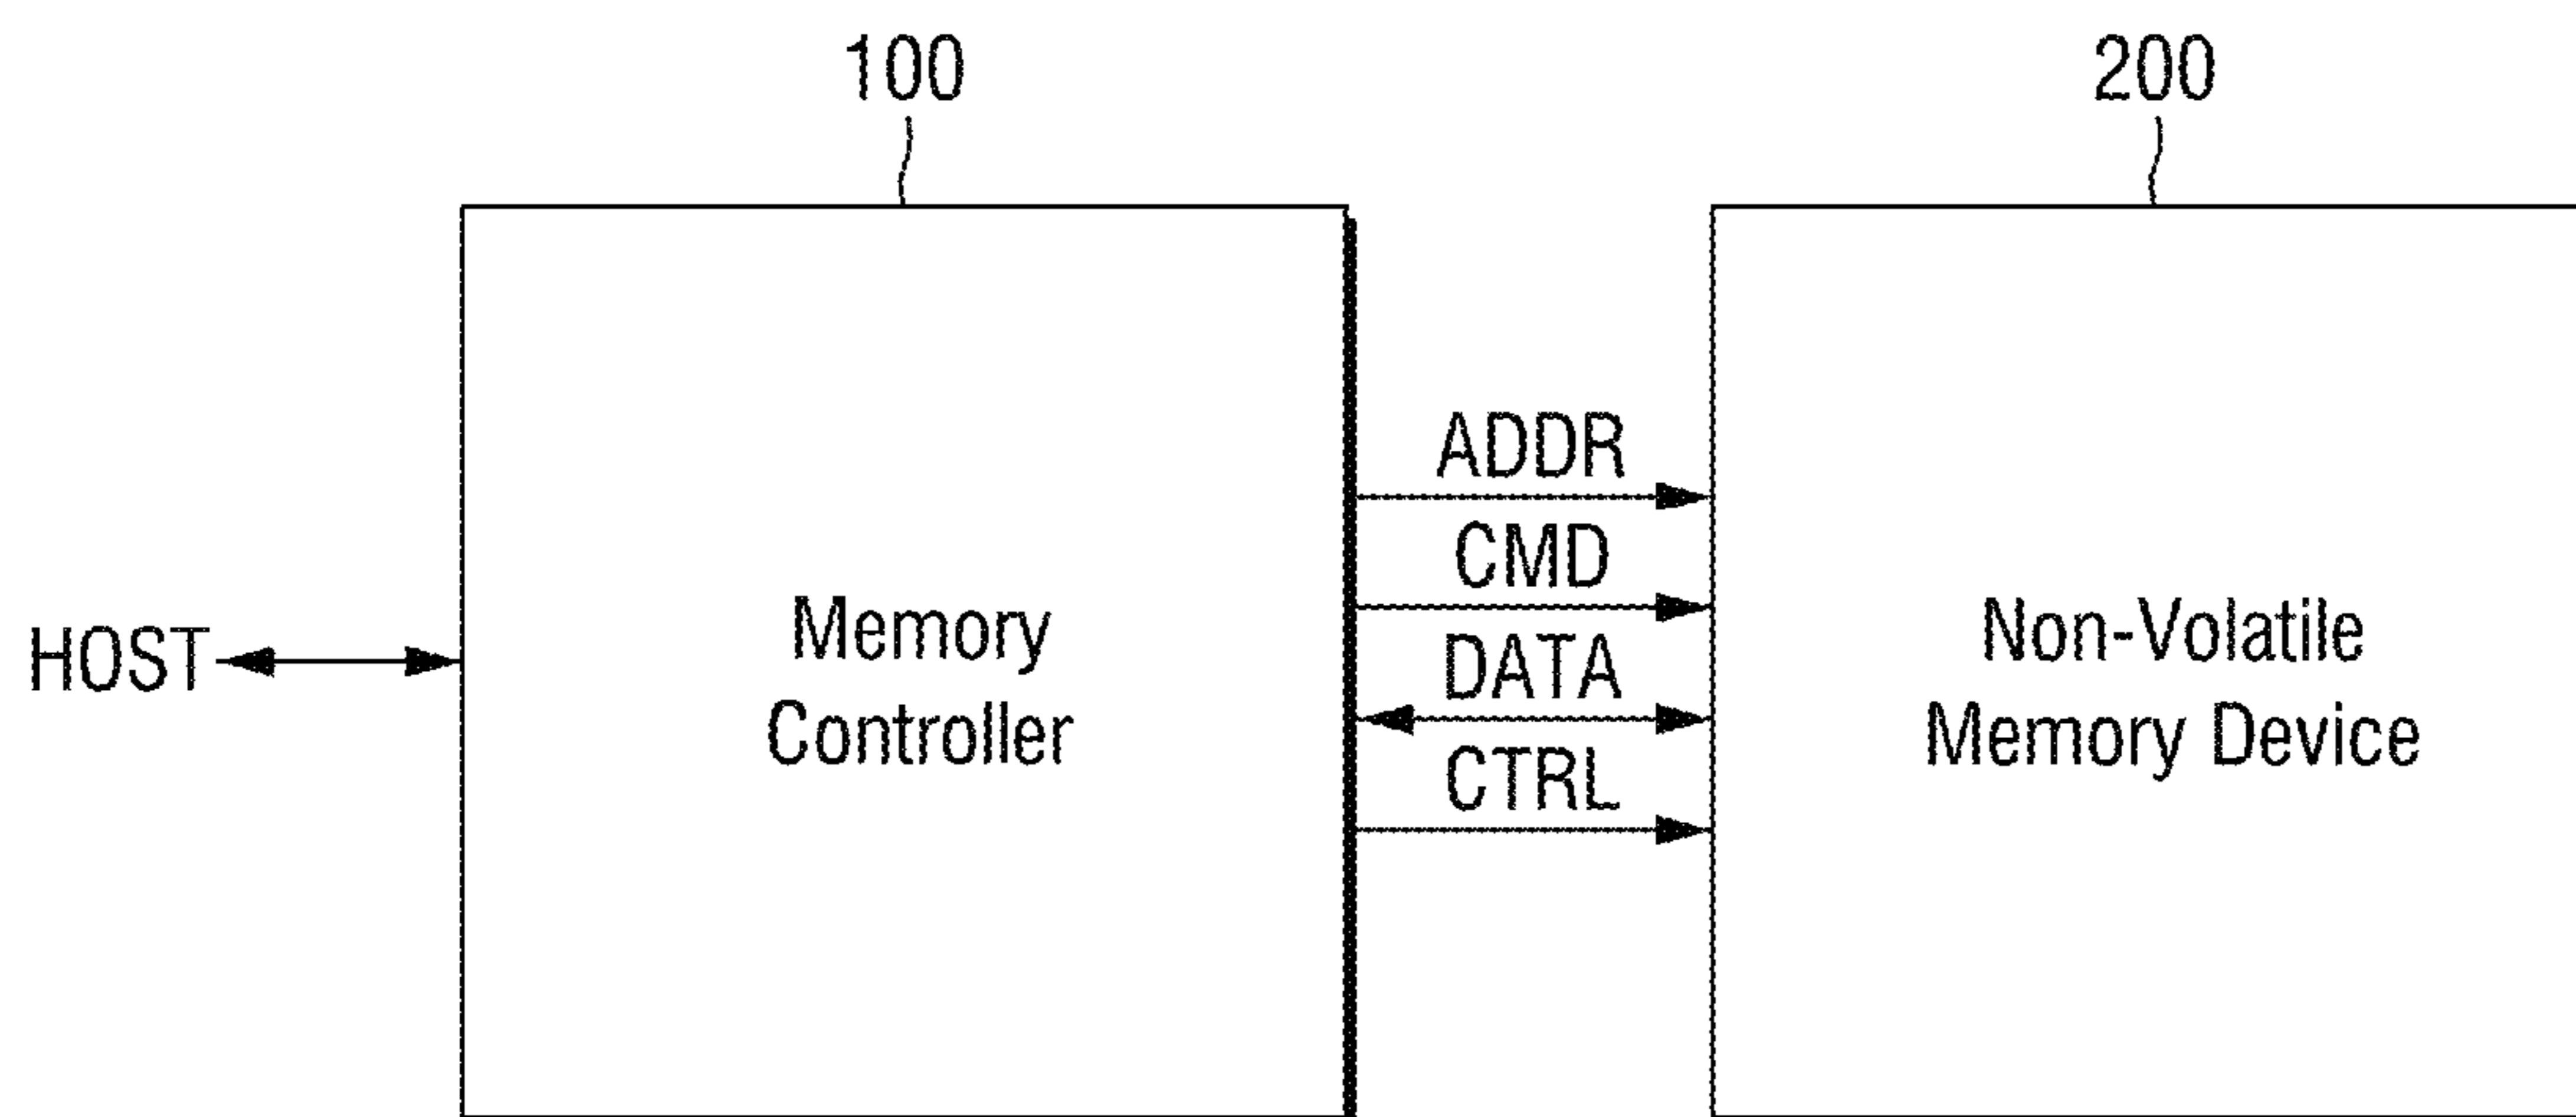 100
200
ADDR
CMD
DATA
CTRL
HOST
Memory
Controller
Non-Volatile
Memory Device